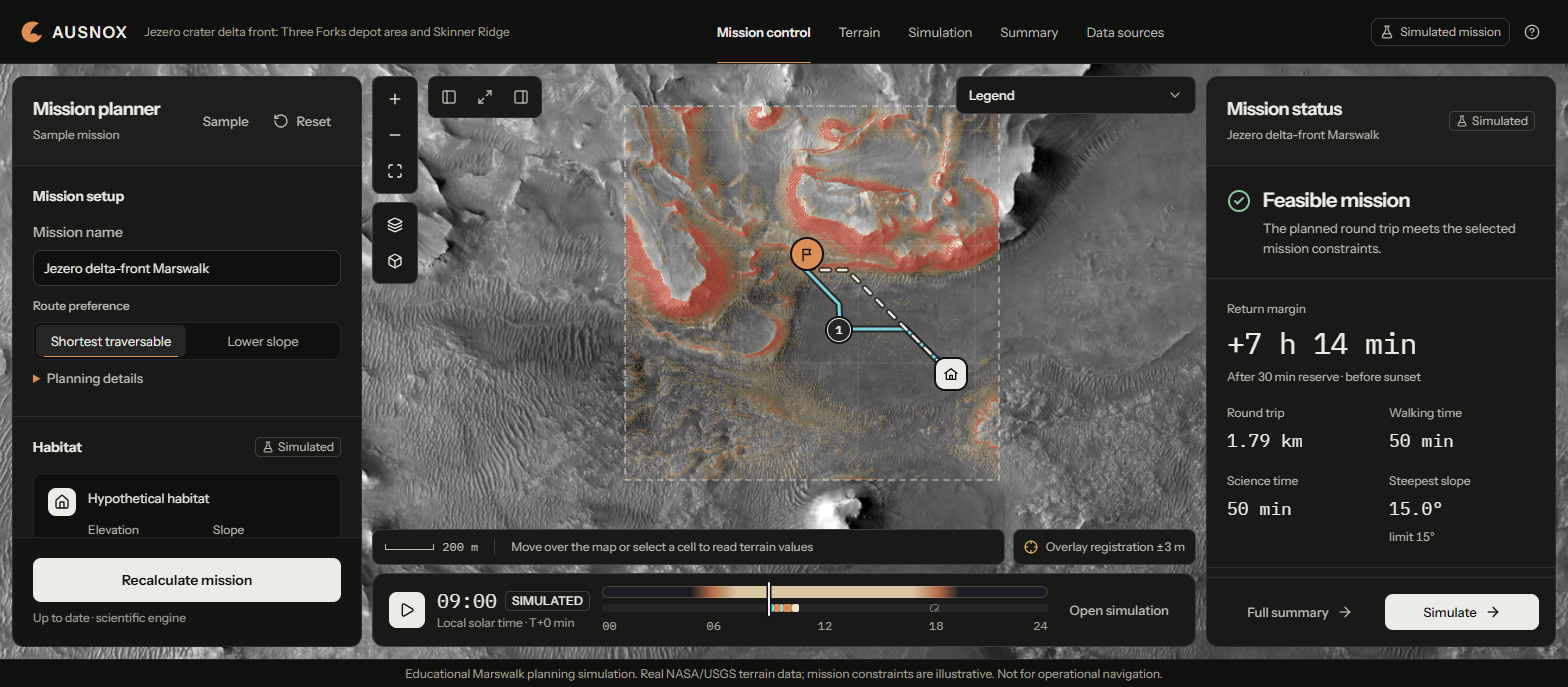 AUSNOX
Jezero crater delta front: Three Forks depot area and Skinner Ridge
Mission control
Terrain
Simulation
Summary
Data sources
Simulated mission
Mission planner
Sample mission
Sample
Reset
Mission setup
Mission name
Jezero delta-front Marswalk
Route preference
Shortest traversable
Lower slope
Planning details
Habitat
Simulated
Hypothetical habitat
Elevation
Slope
Recalculate mission
Up to date · scientific engine
Legend
1
200 m
Move over the map or select a cell to read terrain values
Overlay registration ±3 m
09:00 SIMULATED
Local solar time · T+0 min
00 06 12 18 24
Open simulation
Mission status
Jezero delta-front Marswalk
Simulated
Feasible mission
The planned round trip meets the selected
mission constraints.
Return margin
+7 h 14 min
After 30 min reserve · before sunset
Round trip
1.79 km
Walking time
50 min
Science time
50 min
Steepest slope
15.0°
limit 15°
Full summary
Simulate
Educational Marswalk planning simulation. Real NASA/USGS terrain data; mission constraints are illustrative. Not for operational navigation.